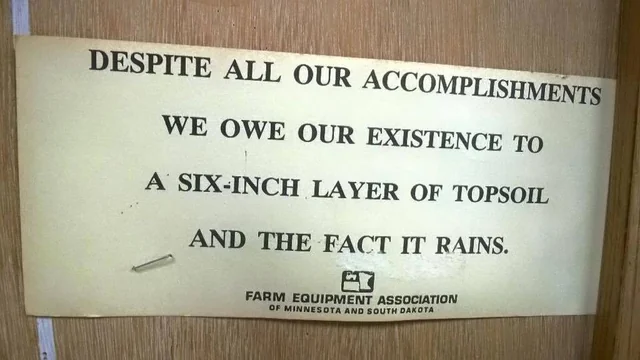 DESPITE ALL OUR ACCOMPLISHMENTS
WE OWE OUR EXISTENCE TO
A SIX-INCH LAYER OF TOPSOIL
AND THE FACT IT RAINS.
FARM EQUIPMENT ASSOCIATION
OF MINNESOTA AND SOUTH DAKOTA